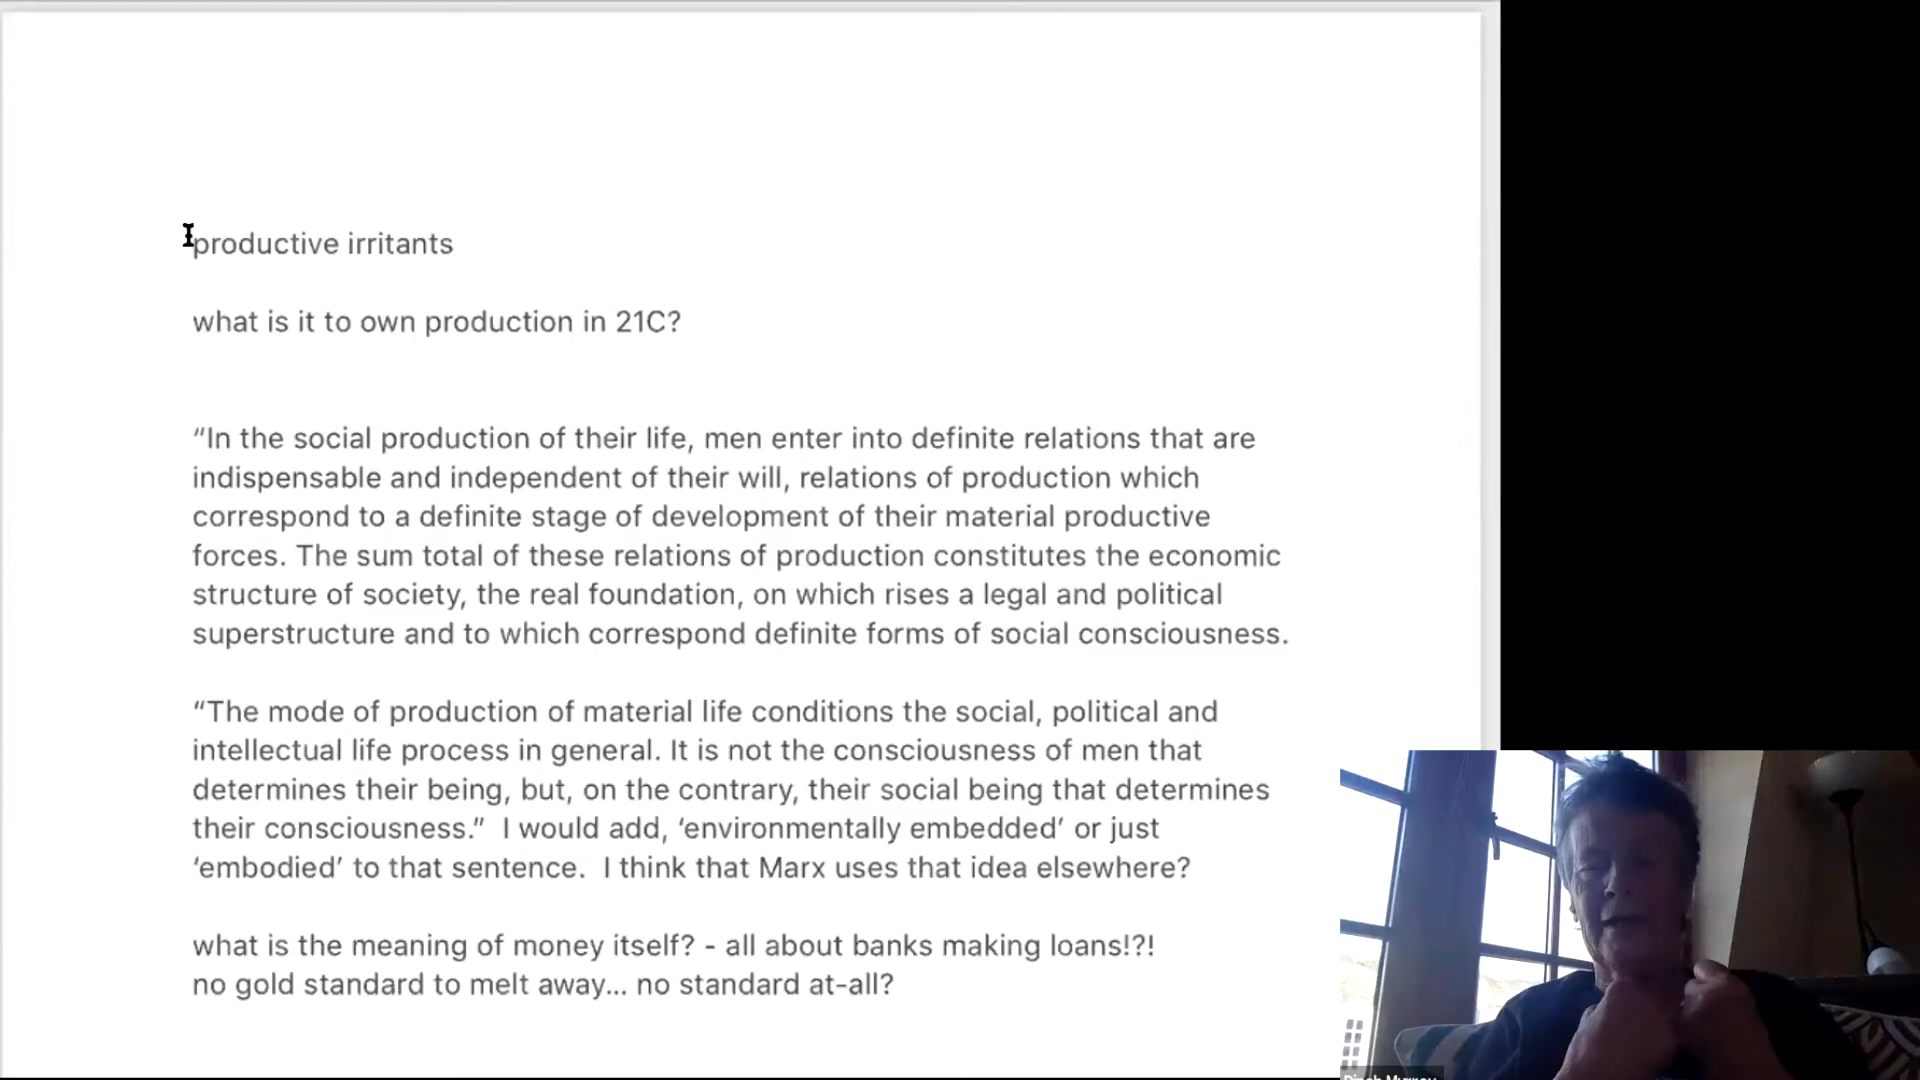 productive irritants
what is it to own production in 21C?
“In the social production of their life, men enter into definite relations that are
indispensable and independent of their will, relations of production which
correspond to a definite stage of development of their material productive
forces. The sum total of these relations of production constitutes the economic
structure of society, the real foundation, on which rises a legal and political
superstructure and to which correspond definite forms of social consciousness.
“The mode of production of material life conditions the social, political and
intellectual life process in general. It is not the consciousness of men that
determines their being, but, on the contrary, their social being that determines
their consciousness.”  I would add, ‘environmentally embedded’ or just
‘embodied’ to that sentence.  I think that Marx uses that idea elsewhere?
what is the meaning of money itself? - all about banks making loans!?!
no gold standard to melt away... no standard at-all?